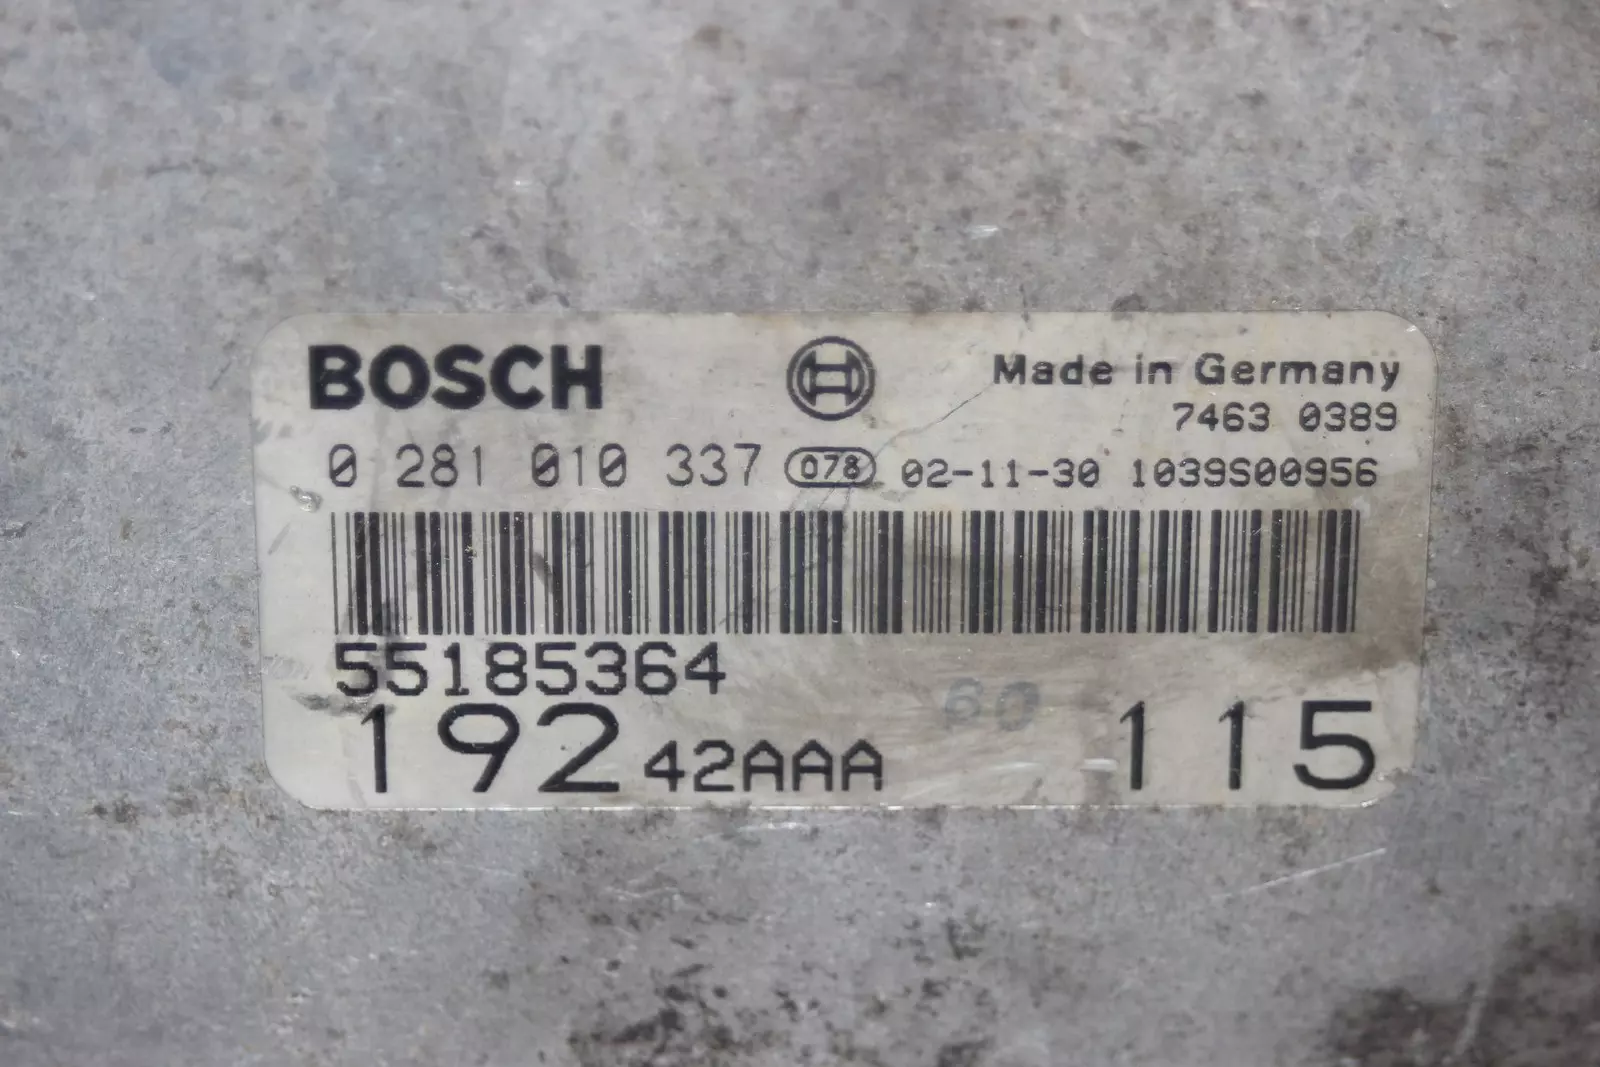 BOSCH
Made in Germany
7463 0389
0 281 010 337 078 02-11-30 1039S00956
55185364
60
192 42AAA 115